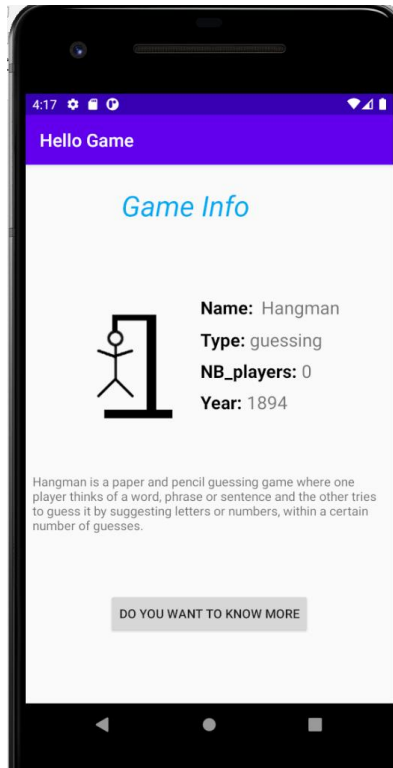 4:17
Hello Game
Game Info
Name: Hangman
Type: guessing
NB_players: 0
Year: 1894
Hangman is a paper and pencil guessing game where one
player thinks of a word, phrase or sentence and the other tries
to guess it by suggesting letters or numbers, within a certain
number of guesses.
DO YOU WANT TO KNOW MORE